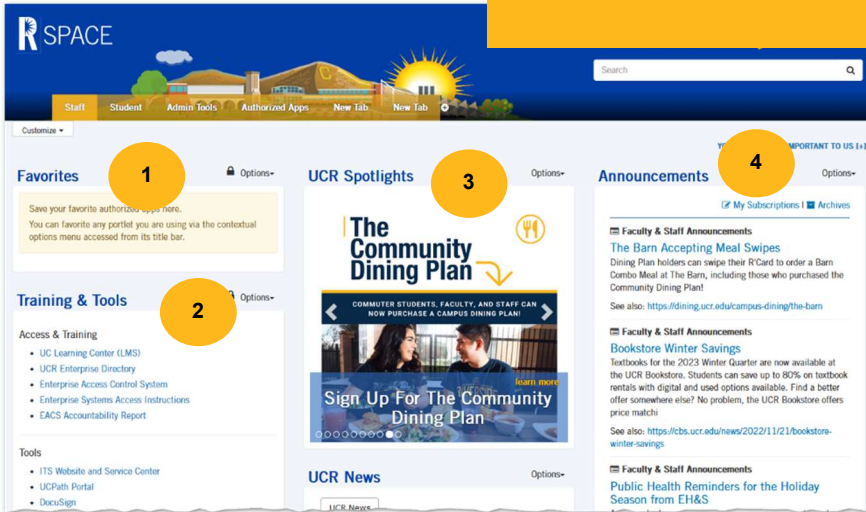 R SPACE
Search
Staff Student Admin Tools Authorized Apps New Tab New Tab
Customize
IMPORTANT TO US [+]
Favorites
1
Options
Save your favorite authorized apps here.
You can favorite any portlet you are using via the contextual
options menu accessed from its title bar.
Training & Tools
2
Options
Access & Training
UC Learning Center (LMS)
UCR Enterprise Directory
Enterprise Access Control System
Enterprise Systems Access Instructions
EACS Accountability Report
Tools
ITS Website and Service Center
UCPath Portal
DocuSign
UCR Spotlights
3
Options
The
Community
Dining Plan
COMMUTER STUDENTS, FACULTY, AND STAFF CAN
NOW PURCHASE A CAMPUS DINING PLAN!
learn more
Sign Up For The Community
Dining Plan
UCR News
Options
UCR News
Announcements
4
Options
My Subscriptions | Archives
Faculty & Staff Announcements
The Barn Accepting Meal Swipes
Dining Plan holders can swipe their R'Card to order a Barn
Combo Meal at The Barn, including those who purchased the
Community Dining Plan!
See also: https://dining.ucr.edu/campus-dining/the-barn
Faculty & Staff Announcements
Bookstore Winter Savings
Textbooks for the 2023 Winter Quarter are now available at
the UCR Bookstore. Students can save up to 80% on textbook
rentals with digital and used options available. Find a better
offer somewhere else? No problem, the UCR Bookstore offers
price matchi
See also: https://cbs.ucr.edu/news/2022/11/21/bookstore-
winter-savings
Faculty & Staff Announcements
Public Health Reminders for the Holiday
Season from EH&S